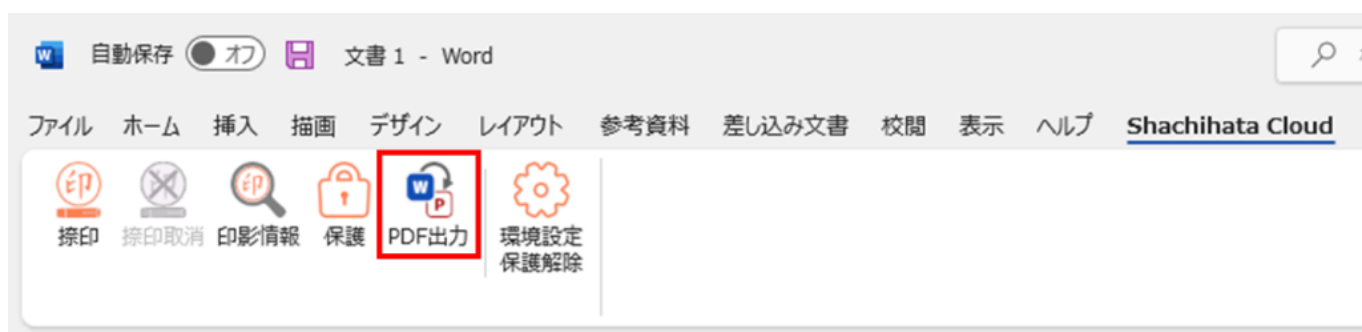 自動保存 オフ 文書 1 - Word
ファイル ホーム 挿入 描画 デザイン レイアウト 参考資料 差し込み文書 校閲 表示 ヘルプ Shachihata Cloud
捺印 捺印取消 印影情報 保護 PDF出力 環境設定
保護解除